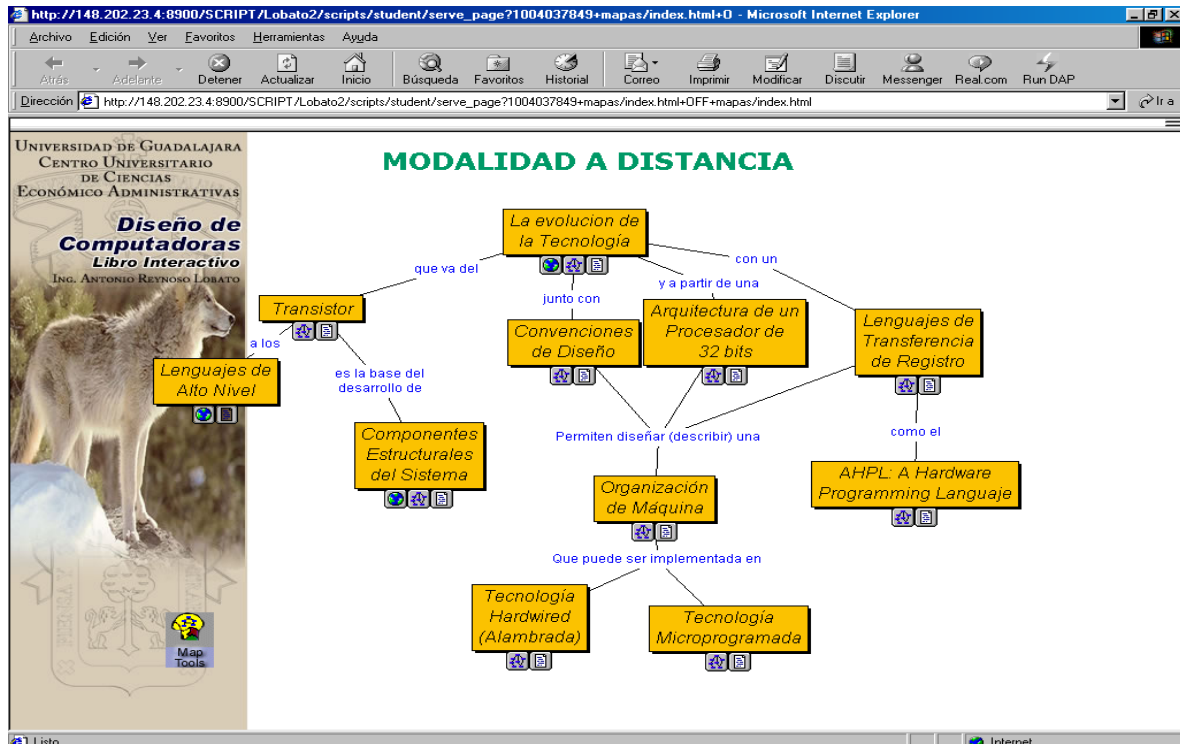 http://148.202.23.4:8900/SCRIPT/Lobato2/scripts/student/serve_page?1004037849+mapas/index.html+O - Microsoft Internet Explorer
Archivo Edición Ver Favoritos Herramientas Ayuda
Atrás Adelante Detener Actualizar Inicio Búsqueda Favoritos Historial Correo Imprimir Modificar Discutir Messenger Real.com Run DAP
Dirección http://148.202.23.4:8900/SCRIPT/Lobato2/scripts/student/serve_page?1004037849+mapas/index.html+OFF+mapas/index.html Ir a
UNIVERSIDAD DE GUADALAJARA
CENTRO UNIVERSITARIO
DE CIENCIAS
ECONÓMICO ADMINISTRATIVAS
Diseño de
Computadoras
Libro Interactivo
ING. ANTONIO REYNOSO LOBATO
Map
Tools
MODALIDAD A DISTANCIA
La evolucion de
la Tecnología
que va del
junto con
y a partir de una
con un
Transistor
a los
Lenguajes de
Alto Nivel
es la base del
desarrollo de
Componentes
Estructurales
del Sistema
Convenciones
de Diseño
Arquitectura de un
Procesador de
32 bits
Lenguajes de
Transferencia
de Registro
Permiten diseñar (describir) una
como el
Organización
de Máquina
AHPL: A Hardware
Programming Languaje
Que puede ser implementada en
Tecnología
Hardwired
(Alambrada)
Tecnología
Microprogramada
Listo Internet